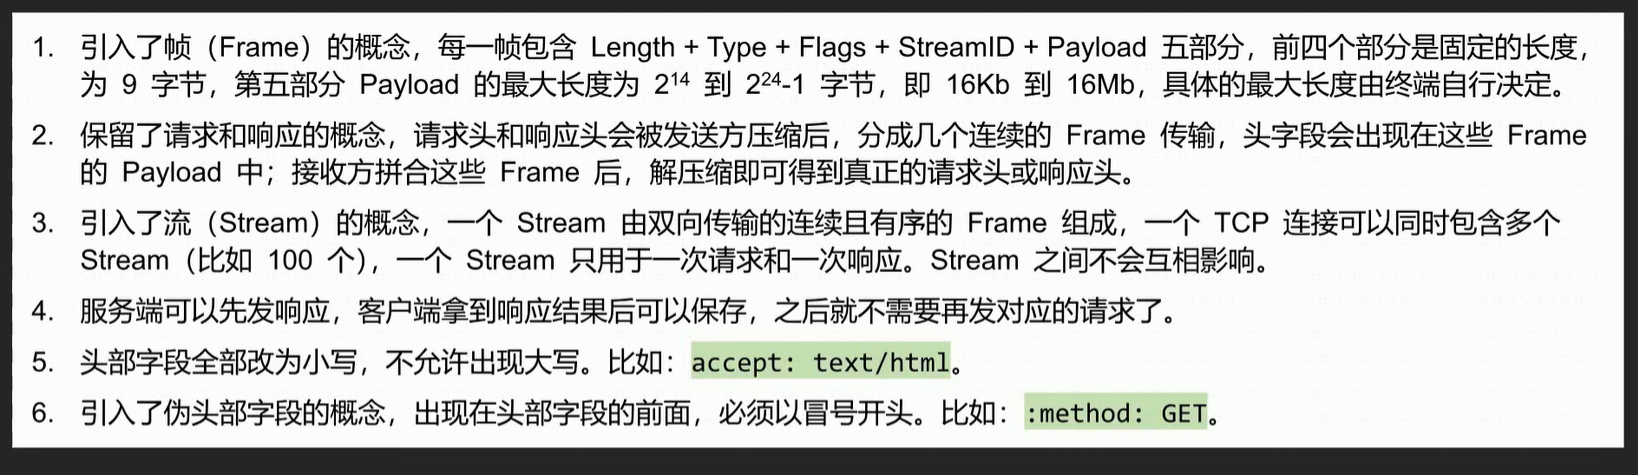 1. 引入了帧（Frame）的概念，每一帧包含 Length + Type + Flags + StreamID + Payload 五部分，前四个部分是固定的长度，
为 9 字节，第五部分 Payload 的最大长度为 2¹⁴ 到 2²⁴-1 字节，即 16Kb 到 16Mb，具体的最大长度由终端自行决定。
2. 保留了请求和响应的概念，请求头和响应头会被发送方压缩后，分成几个连续的 Frame 传输，头字段会出现在这些 Frame
的 Payload 中；接收方拼合这些 Frame 后，解压缩即可得到真正的请求头或响应头。
3. 引入了流（Stream）的概念，一个 Stream 由双向传输的连续且有序的 Frame 组成，一个 TCP 连接可以同时包含多个
Stream（比如 100 个），一个 Stream 只用于一次请求和一次响应。Stream 之间不会互相影响。
4. 服务端可以先发响应，客户端拿到响应结果后可以保存，之后就不需要再发对应的请求了。
5. 头部字段全部改为小写，不允许出现大写。比如：accept: text/html。
6. 引入了伪头部字段的概念，出现在头部字段的前面，必须以冒号开头。比如：:method: GET。